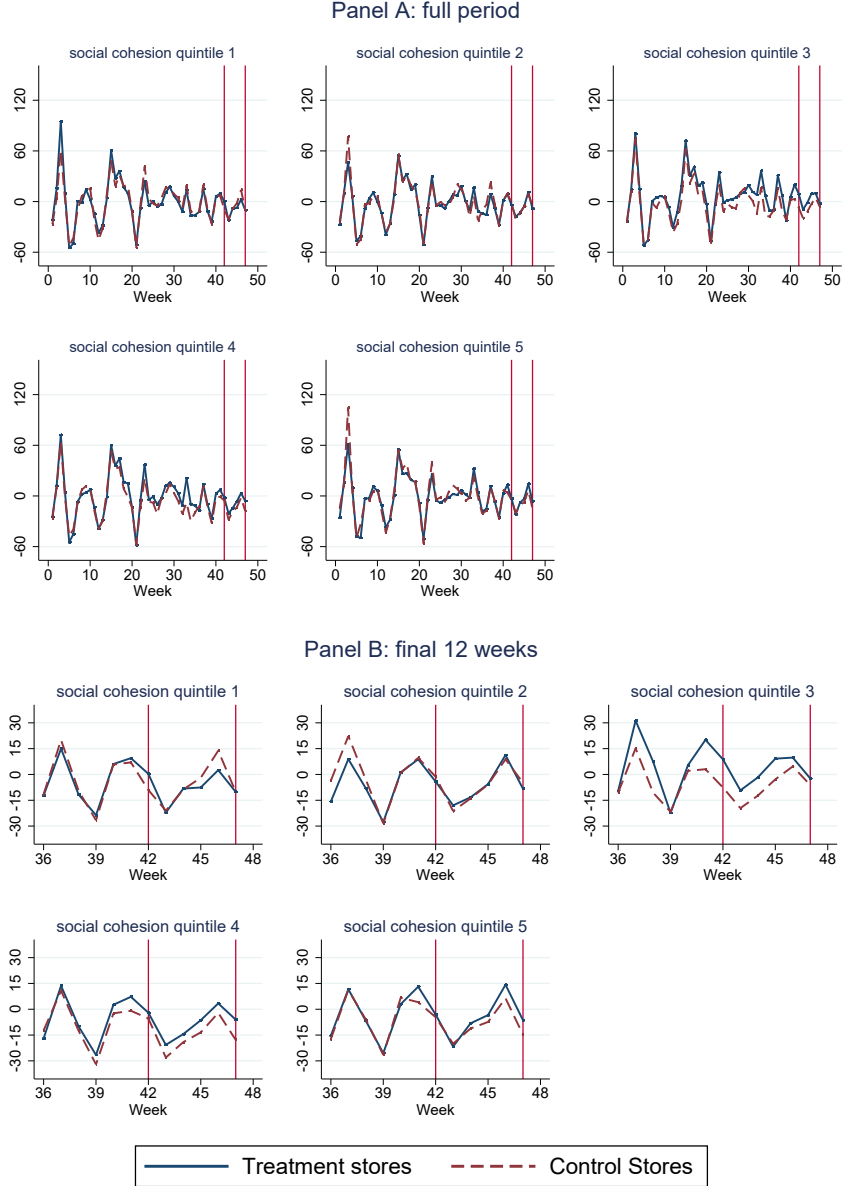 Panel A: full period
social cohesion quintile 1
social cohesion quintile 2
social cohesion quintile 3
120
60
0
-60
120
60
0
-60
120
60
0
-60
0 10 20 30 40 50
0 10 20 30 40 50
0 10 20 30 40 50
Week
Week
Week
social cohesion quintile 4
social cohesion quintile 5
120
60
0
-60
120
60
0
-60
0 10 20 30 40 50
0 10 20 30 40 50
Week
Week
Panel B: final 12 weeks
social cohesion quintile 1
social cohesion quintile 2
social cohesion quintile 3
30
15
0
-15
-30
30
15
0
-15
-30
30
15
0
-15
-30
36 39 42 45 48
36 39 42 45 48
36 39 42 45 48
Week
Week
Week
social cohesion quintile 4
social cohesion quintile 5
30
15
0
-15
-30
30
15
0
-15
-30
36 39 42 45 48
36 39 42 45 48
Week
Week
Treatment stores
Control Stores